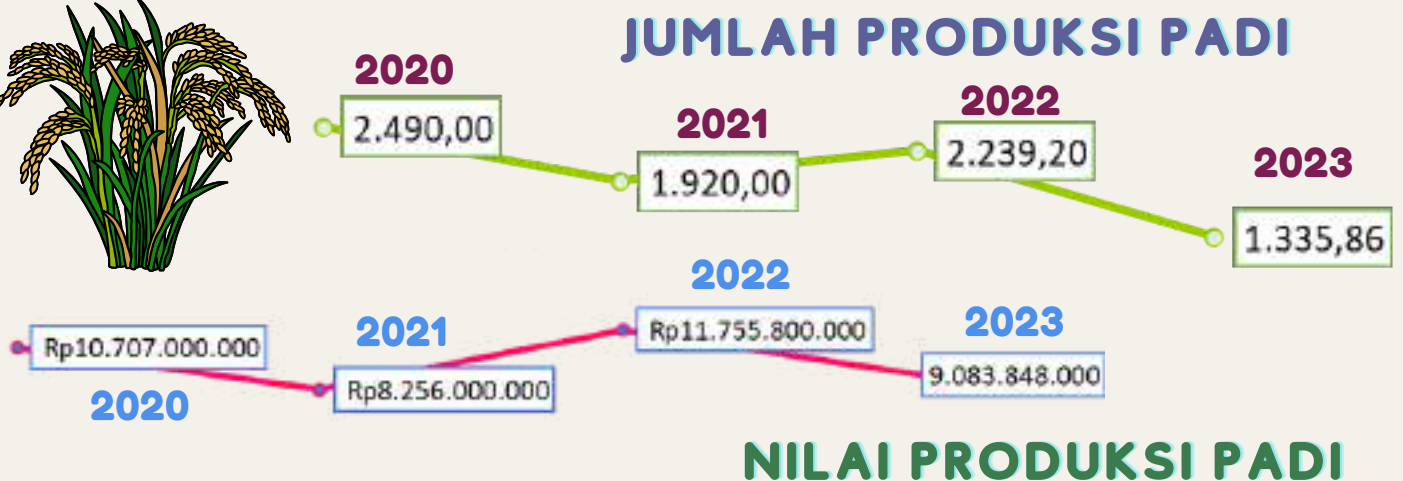 JUMLAH PRODUKSI PADI
2020
2.490,00
2021
1.920,00
2022
2.239,20
2023
1.335,86
Rp10.707.000.000
2020
2021
Rp8.256.000.000
2022
Rp11.755.800.000
2023
9.083.848.000
NILAI PRODUKSI PADI